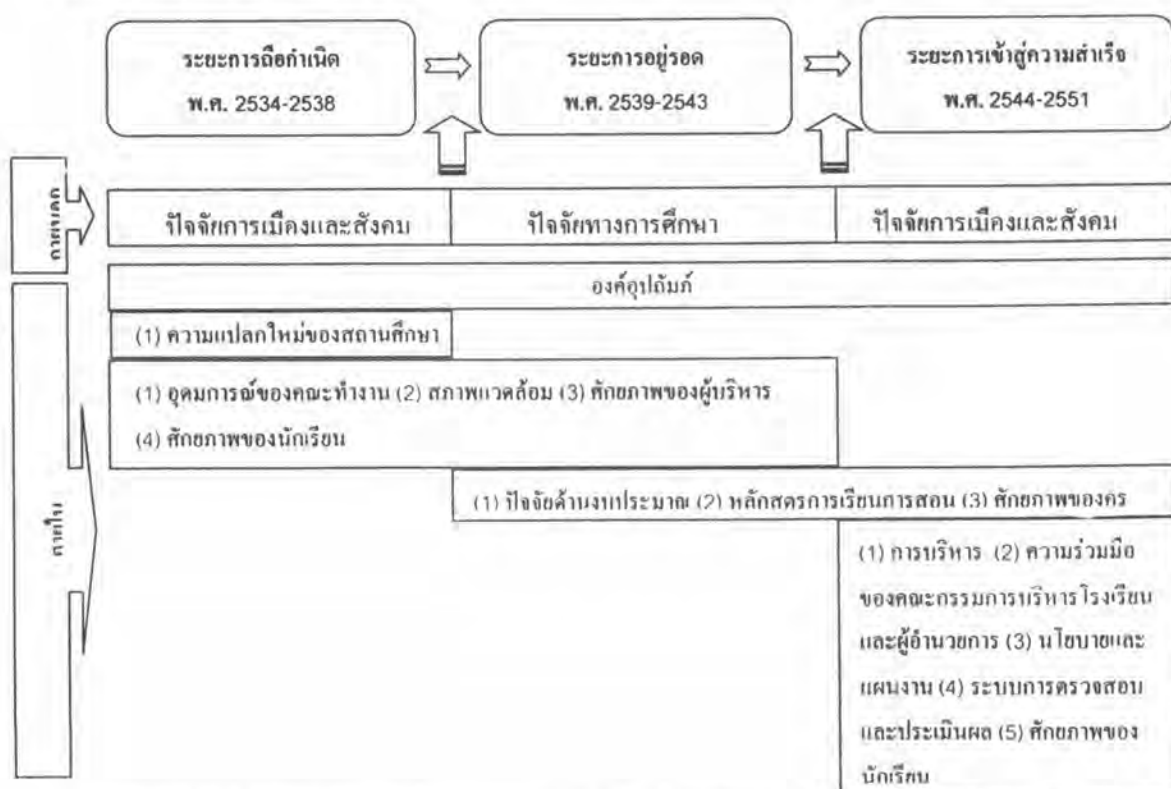 ระยะการถือกำเนิด
พ.ศ. 2534-2538
ระยะการอยู่รอด
พ.ศ. 2539-2543
ระยะการเข้าสู่ความสำเร็จ
พ.ศ. 2544-2551
ภายนอก
ปัจจัยการเมืองและสังคม
ปัจจัยทางการศึกษา
ปัจจัยการเมืองและสังคม
องค์อุปถัมภ์
ภายใน
(1) ความแปลกใหม่ของสถานศึกษา
(1) อุดมการณ์ของคณะทำงาน (2) สภาพแวดล้อม (3) ศักยภาพของผู้บริหาร
(4) ศักยภาพของนักเรียน
(1) ปัจจัยด้านงบประมาณ (2) หลักสูตรการเรียนการสอน (3) ศักยภาพของครู
(1) การบริหาร (2) ความร่วมมือ
ของคณะกรรมการบริหารโรงเรียน
และผู้อำนวยการ (3) นโยบายและ
แผนงาน (4) ระบบการตรวจสอบ
และประเมินผล (5) ศักยภาพของ
นักเรียน